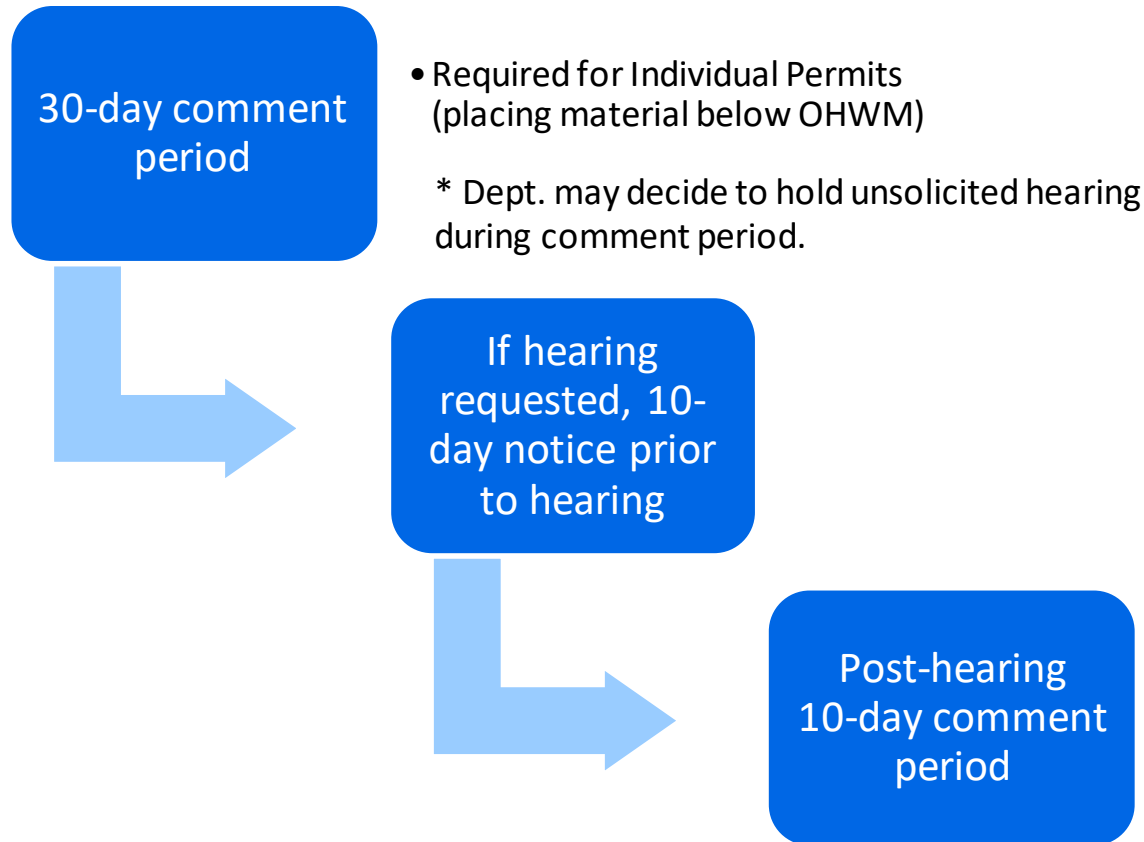 30-day comment
period
• Required for Individual Permits
(placing material below OHWM)
* Dept. may decide to hold unsolicited hearing
during comment period.
If hearing
requested, 10-
day notice prior
to hearing
Post-hearing
10-day comment
period